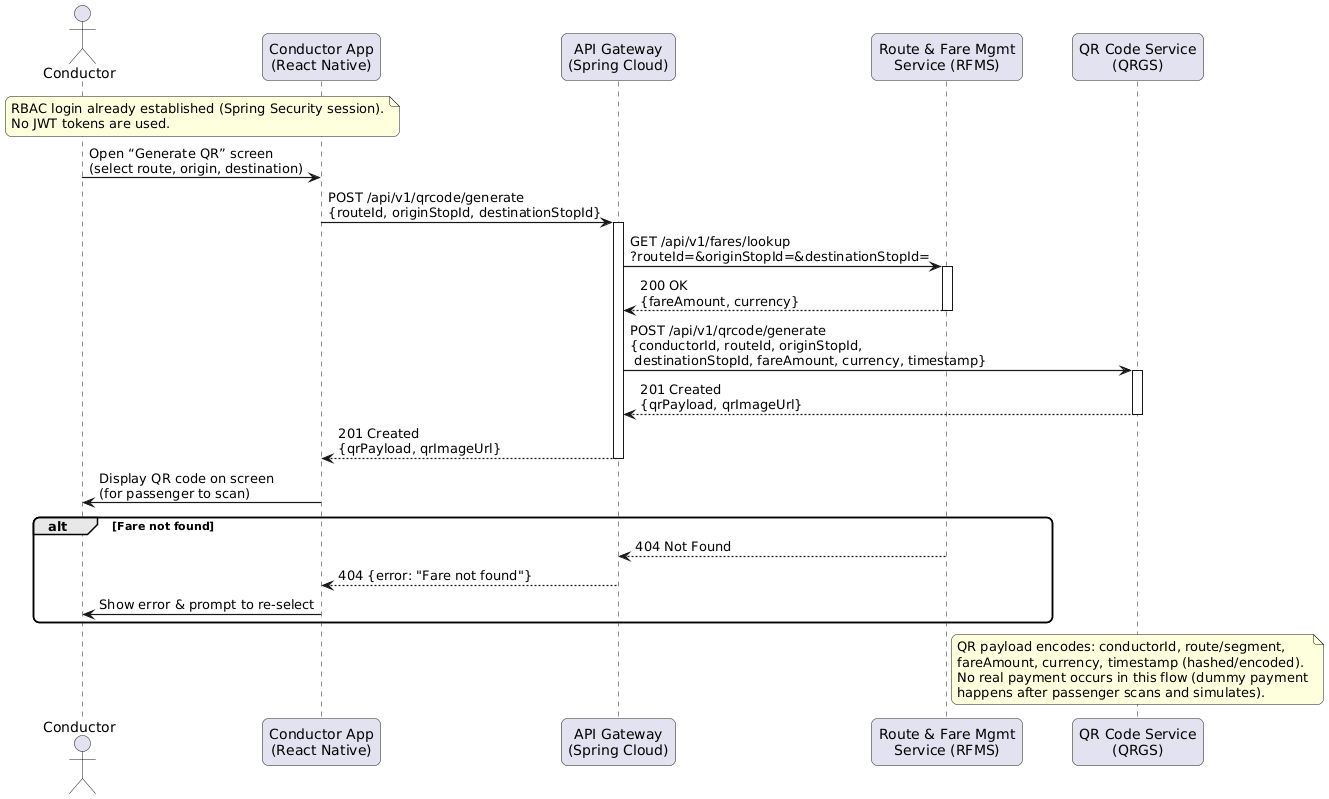 Conductor
Conductor App
(React Native)
API Gateway
(Spring Cloud)
Route & Fare Mgmt
Service (RFMS)
QR Code Service
(QRGS)
RBAC login already established (Spring Security session).
No JWT tokens are used.
Open “Generate QR” screen
(select route, origin, destination)
POST /api/v1/qrcode/generate
{routeId, originStopId, destinationStopId}
GET /api/v1/fares/lookup
?routeId=&originStopId=&destinationStopId=
200 OK
{fareAmount, currency}
POST /api/v1/qrcode/generate
{conductorId, routeId, originStopId,
destinationStopId, fareAmount, currency, timestamp}
201 Created
{qrPayload, qrImageUrl}
201 Created
{qrPayload, qrImageUrl}
Display QR code on screen
(for passenger to scan)
alt [Fare not found]
404 Not Found
404 {error: "Fare not found"}
Show error & prompt to re-select
QR payload encodes: conductorId, route/segment,
fareAmount, currency, timestamp (hashed/encoded).
No real payment occurs in this flow (dummy payment
happens after passenger scans and simulates).
Conductor
Conductor App
(React Native)
API Gateway
(Spring Cloud)
Route & Fare Mgmt
Service (RFMS)
QR Code Service
(QRGS)